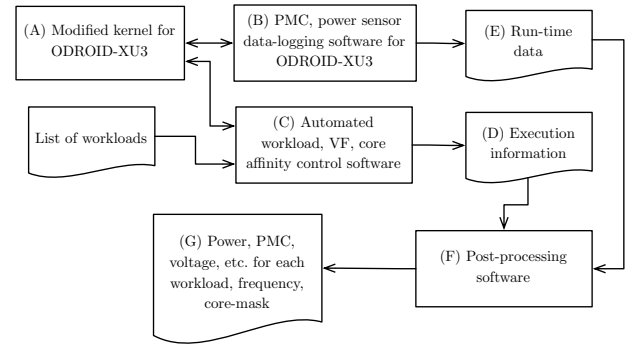 (A) Modified kernel for
ODROID-XU3
(B) PMC, power sensor
data-logging software for
ODROID-XU3
(E) Run-time
data
List of workloads
(C) Automated
workload, VF, core
affinity control software
(D) Execution
information
(G) Power, PMC,
voltage, etc. for each
workload, frequency,
core-mask
(F) Post-processing
software